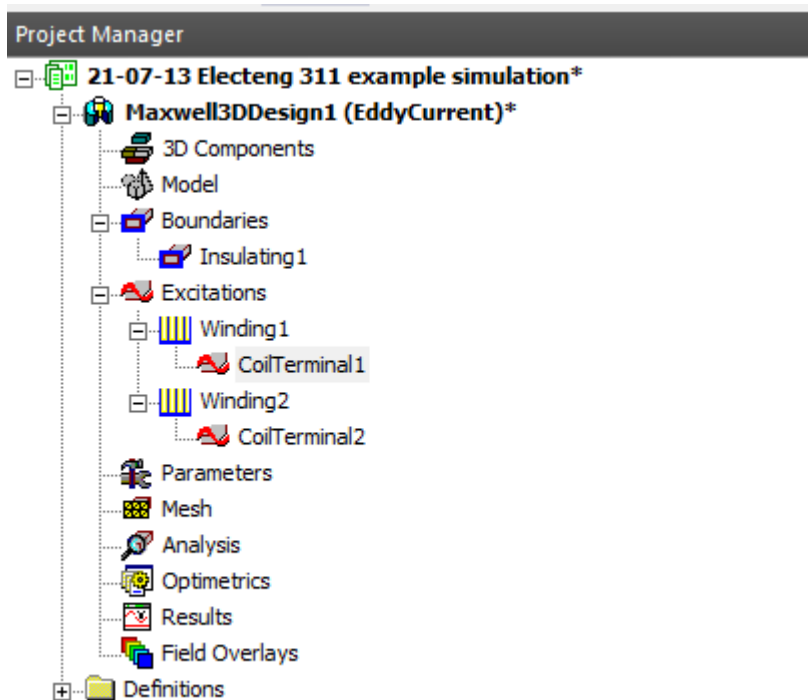 Project Manager
21-07-13 Electeng 311 example simulation*
Maxwell3DDesign1 (EddyCurrent)*
3D Components
Model
Boundaries
Insulating1
Excitations
Winding1
CoilTerminal1
Winding2
CoilTerminal2
Parameters
Mesh
Analysis
Optimetrics
Results
Field Overlays
Definitions